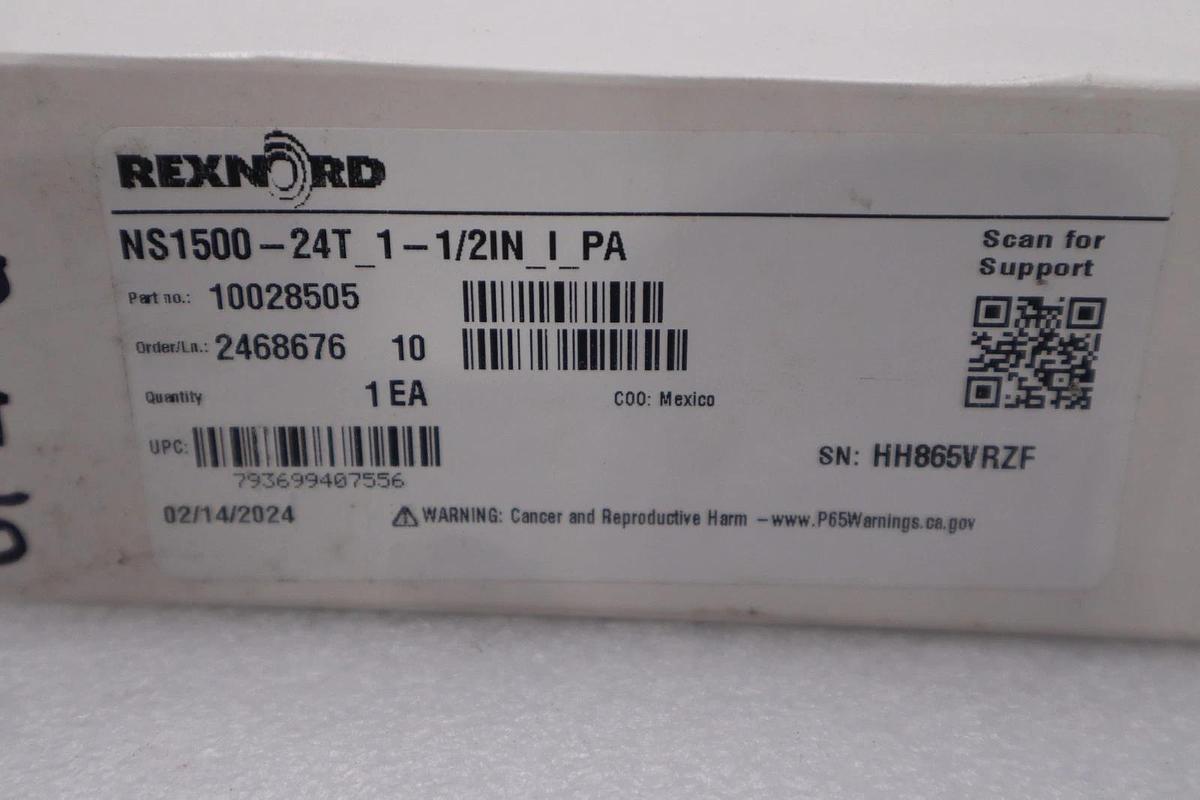 REXNORD
NS1500-24T_1-1/2IN_I_PA
Scan for
Support
Part no.: 10028505
Order/Ln.: 2468676 10
Quantity 1 EA
COO: Mexico
UPC:
793699407556
SN: HH865VRZF
02/14/2024
WARNING: Cancer and Reproductive Harm -www.P65Warnings.ca.gov